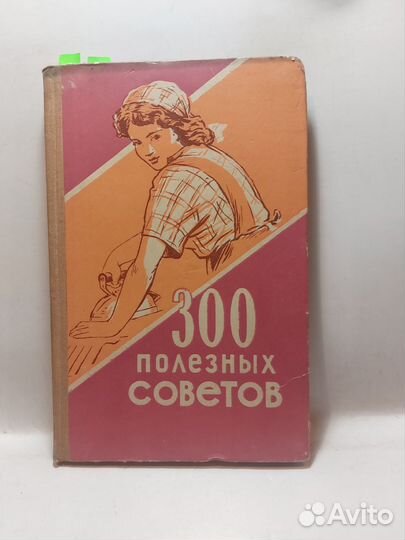 300
полезных
советов
Avito